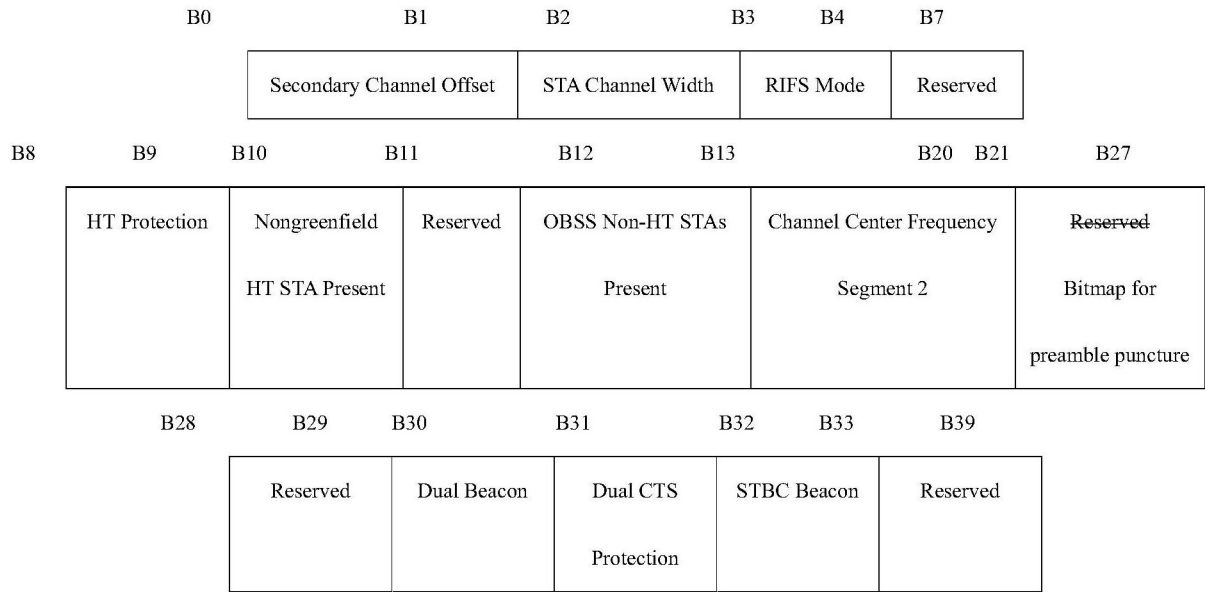 B0 B1 B2 B3 B4 B7
Secondary Channel Offset STA Channel Width RIFS Mode Reserved
B8 B9 B10 B11 B12 B13 B20 B21 B27
HT Protection Nongreenfield Reserved OBSS Non-HT STAs Channel Center Frequency Reserved
HT STA Present Present Segment 2 Bitmap for
preamble puncture
B28 B29 B30 B31 B32 B33 B39
Reserved Dual Beacon Dual CTS STBC Beacon Reserved
Protection